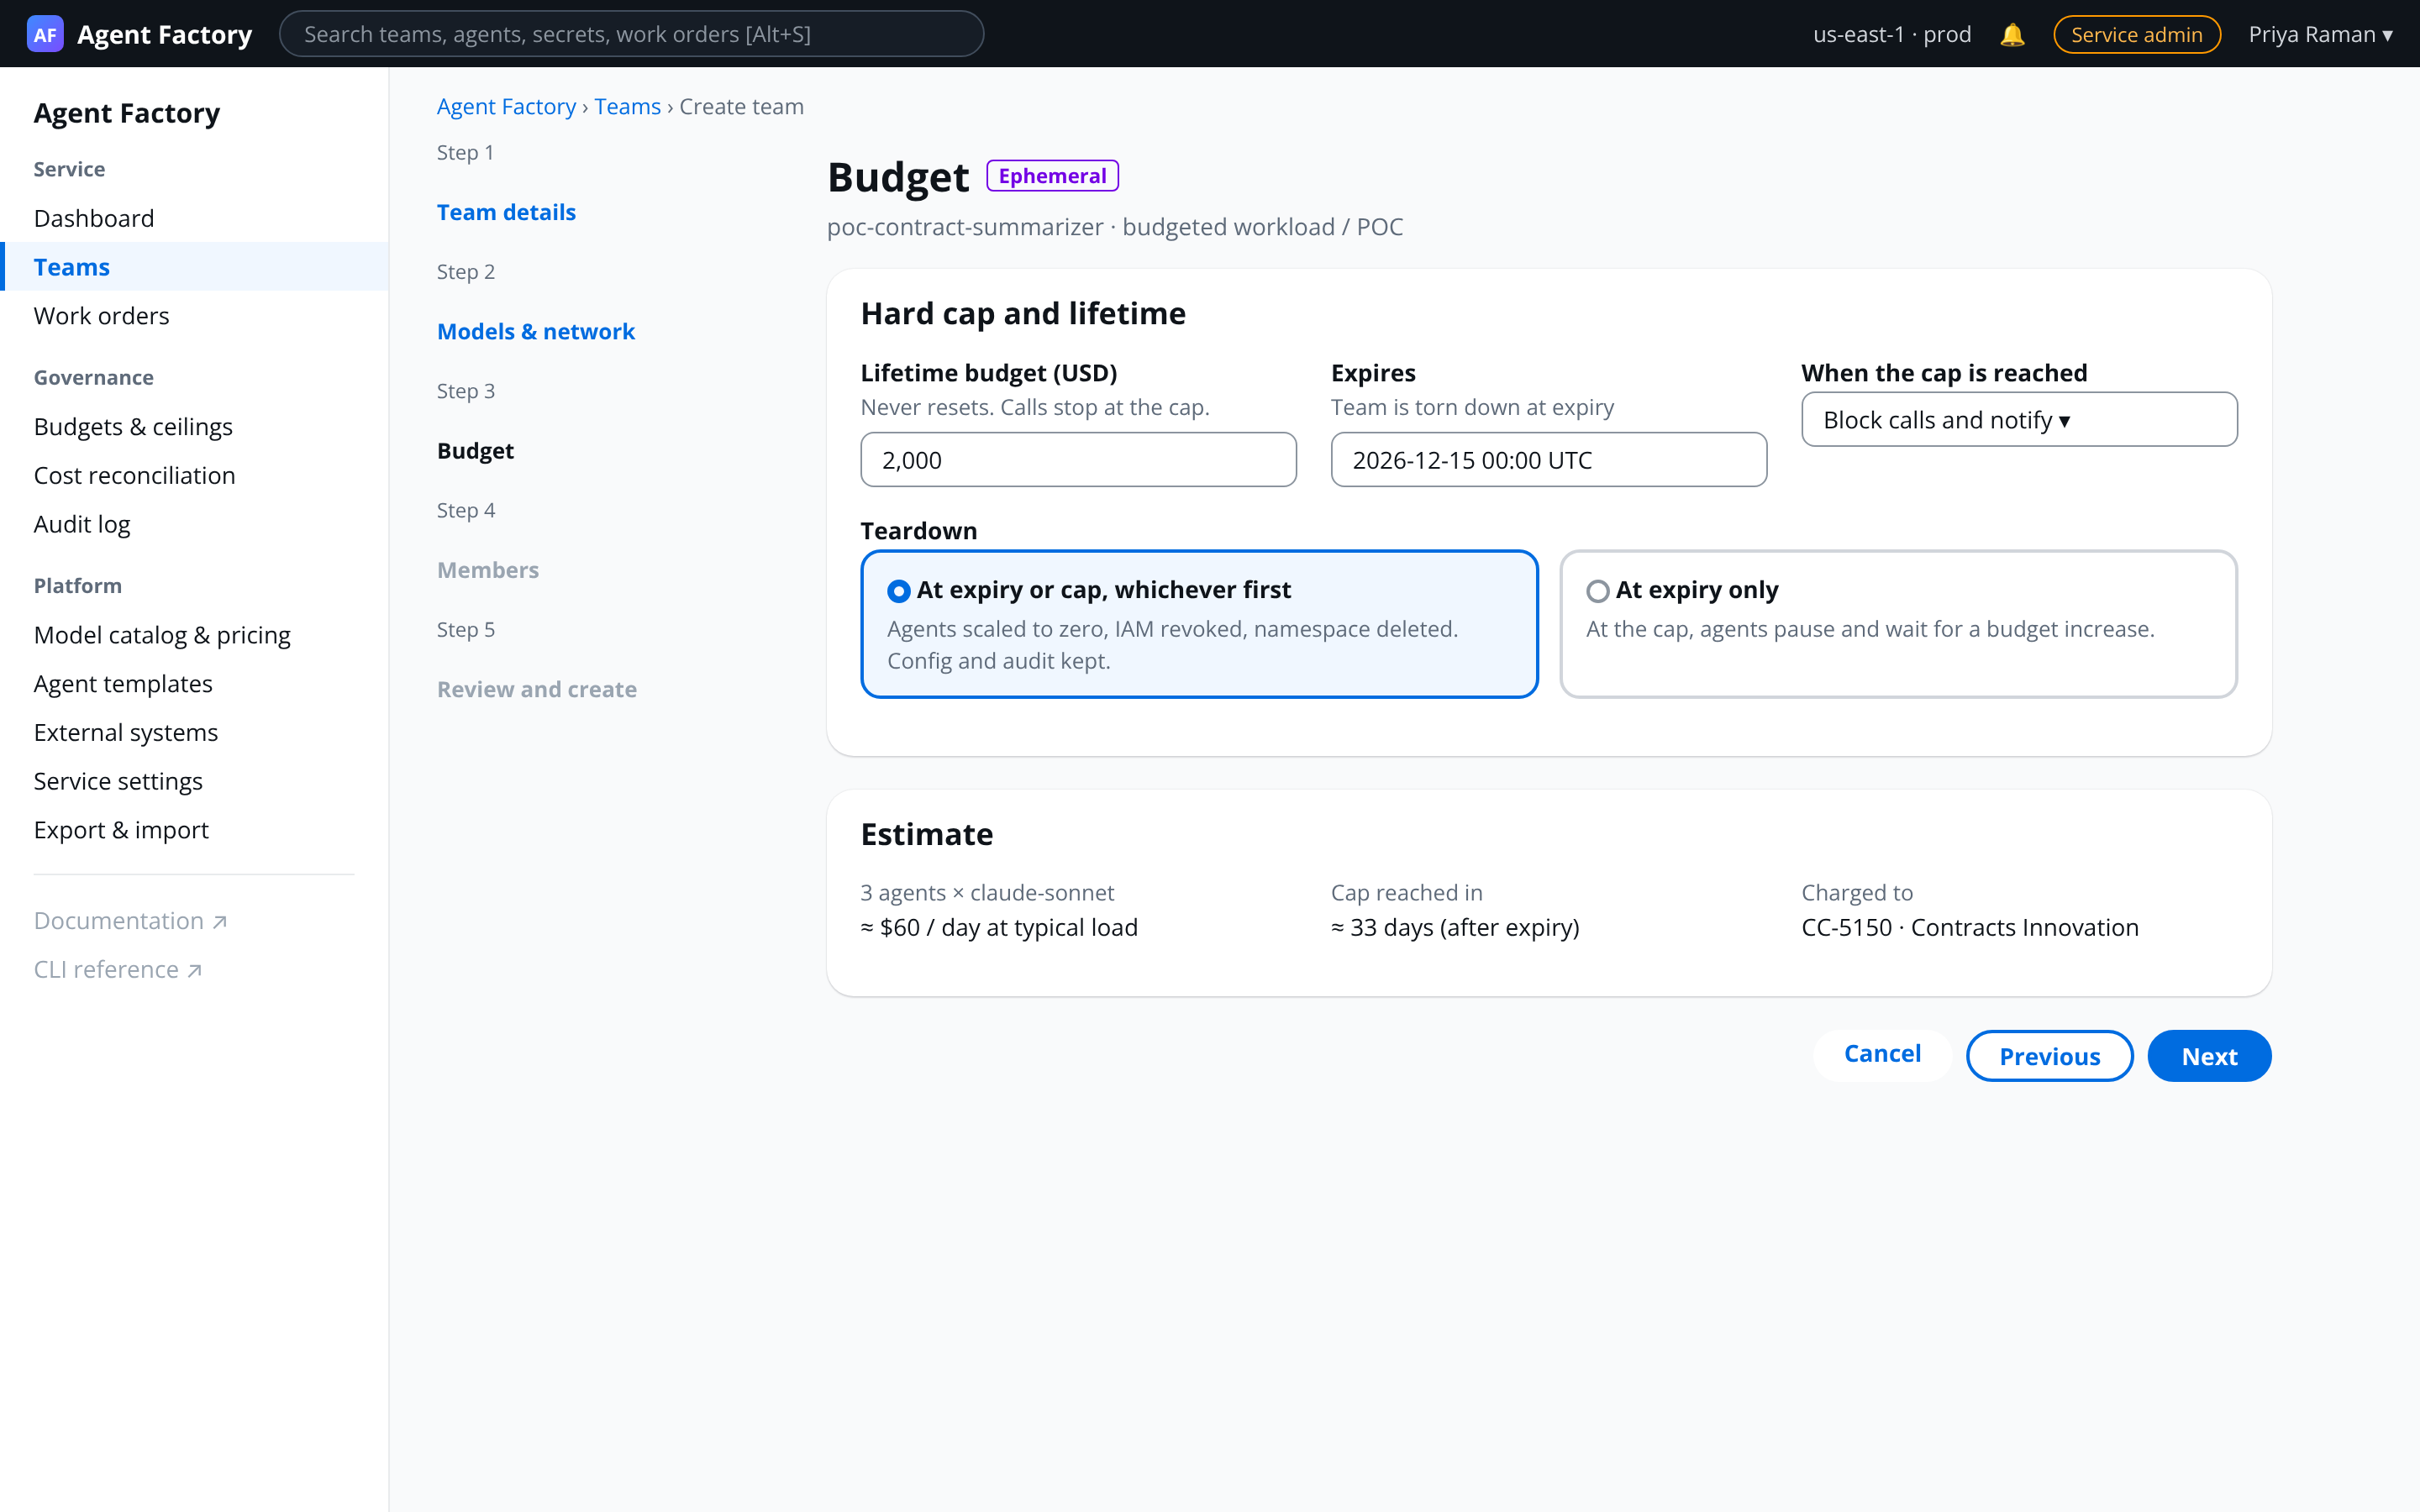 AF Agent Factory
Search teams, agents, secrets, work orders [Alt+S]
us-east-1 · prod
Service admin
Priya Raman ▾
Agent Factory
Service
Dashboard
Teams
Work orders
Governance
Budgets & ceilings
Cost reconciliation
Audit log
Platform
Model catalog & pricing
Agent templates
External systems
Service settings
Export & import
Documentation ↗
CLI reference ↗
Agent Factory › Teams › Create team
Step 1
Team details
Step 2
Models & network
Step 3
Budget
Step 4
Members
Step 5
Review and create
Budget Ephemeral
poc-contract-summarizer · budgeted workload / POC
Hard cap and lifetime
Lifetime budget (USD)
Never resets. Calls stop at the cap.
2,000
Expires
Team is torn down at expiry
2026-12-15 00:00 UTC
When the cap is reached
Block calls and notify ▾
Teardown
At expiry or cap, whichever first
Agents scaled to zero, IAM revoked, namespace deleted.
Config and audit kept.
At expiry only
At the cap, agents pause and wait for a budget increase.
Estimate
3 agents × claude-sonnet
≈ $60 / day at typical load
Cap reached in
≈ 33 days (after expiry)
Charged to
CC-5150 · Contracts Innovation
Cancel
Previous
Next